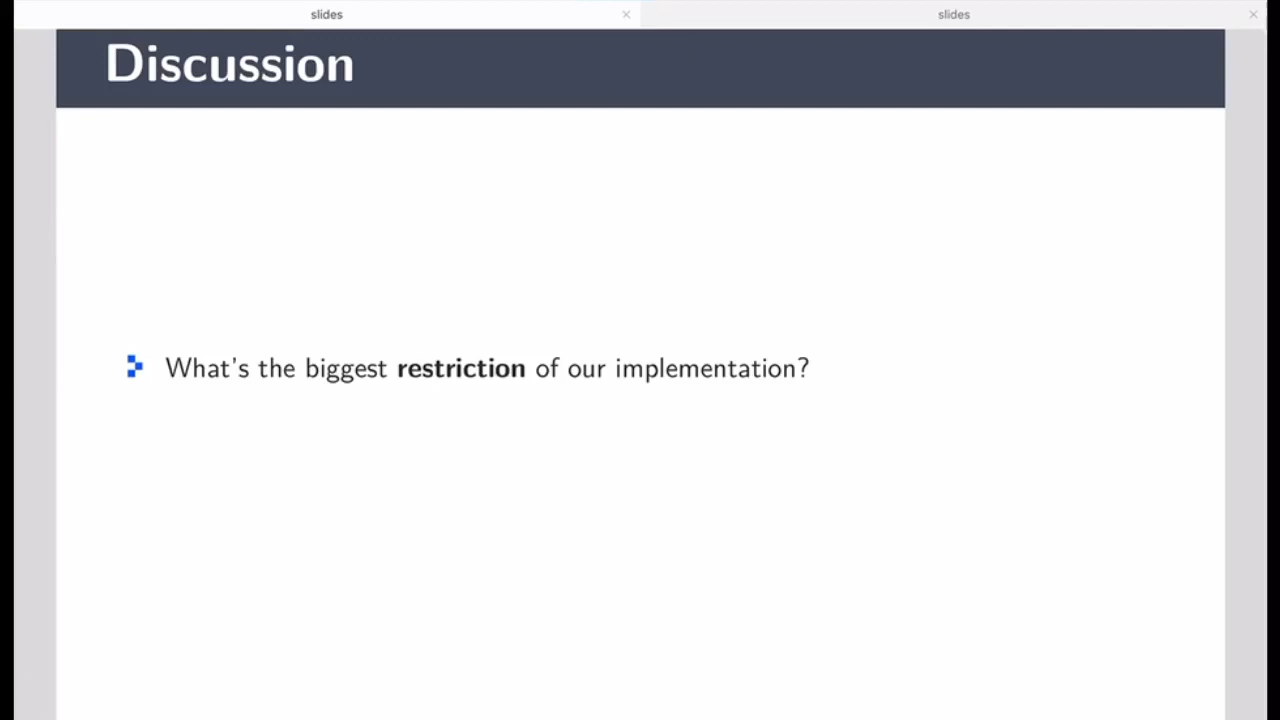 slides
slides
Discussion
What's the biggest restriction of our implementation?